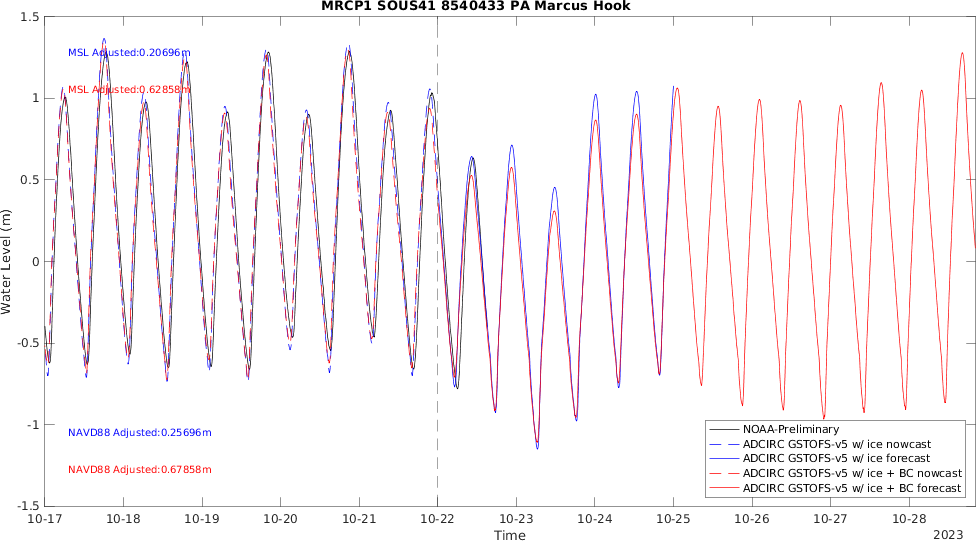 MRCP1 SOUS41 8540433 PA Marcus Hook
1.5
1
0.5
0
-0.5
-1
-1.5
Water Level (m)
MSL Adjusted:0.20696m
MSL Adjusted:0.62858m
NAVD88 Adjusted:0.25696m
NAVD88 Adjusted:0.67858m
NOAA-Preliminary
ADCIRC GSTOFS-v5 w/ ice nowcast
ADCIRC GSTOFS-v5 w/ ice forecast
ADCIRC GSTOFS-v5 w/ ice + BC nowcast
ADCIRC GSTOFS-v5 w/ ice + BC forecast
10-17 10-18 10-19 10-20 10-21 10-22 10-23 10-24 10-25 10-26 10-27 10-28
Time
2023